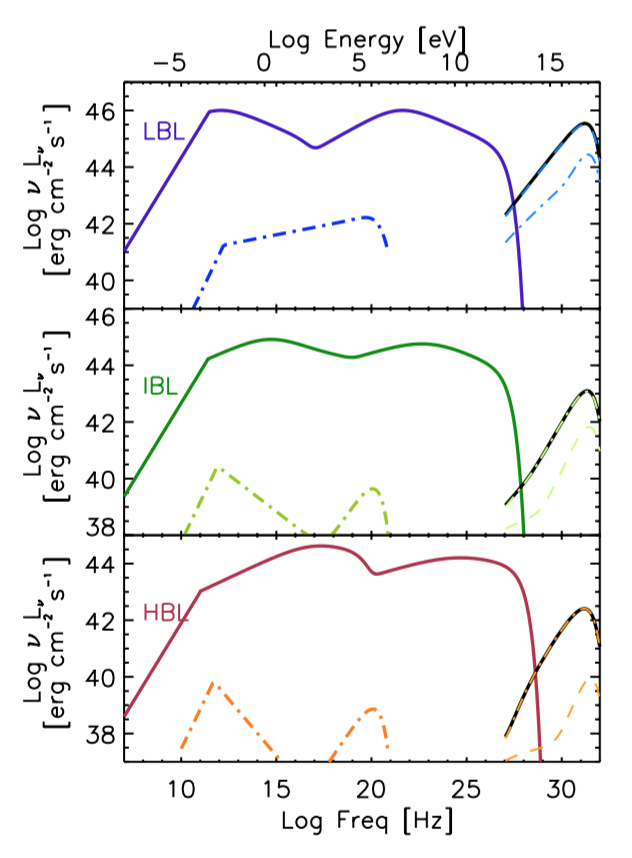 Log Energy [eV]
−5 0 5 10 15
46
LBL
44
42
40
Log ν Lν
[erg cm⁻² s⁻¹]
46
44
IBL
42
40
38
Log ν Lν
[erg cm⁻² s⁻¹]
44
HBL
42
40
38
Log ν Lν
[erg cm⁻² s⁻¹]
10 15 20 25 30
Log Freq [Hz]